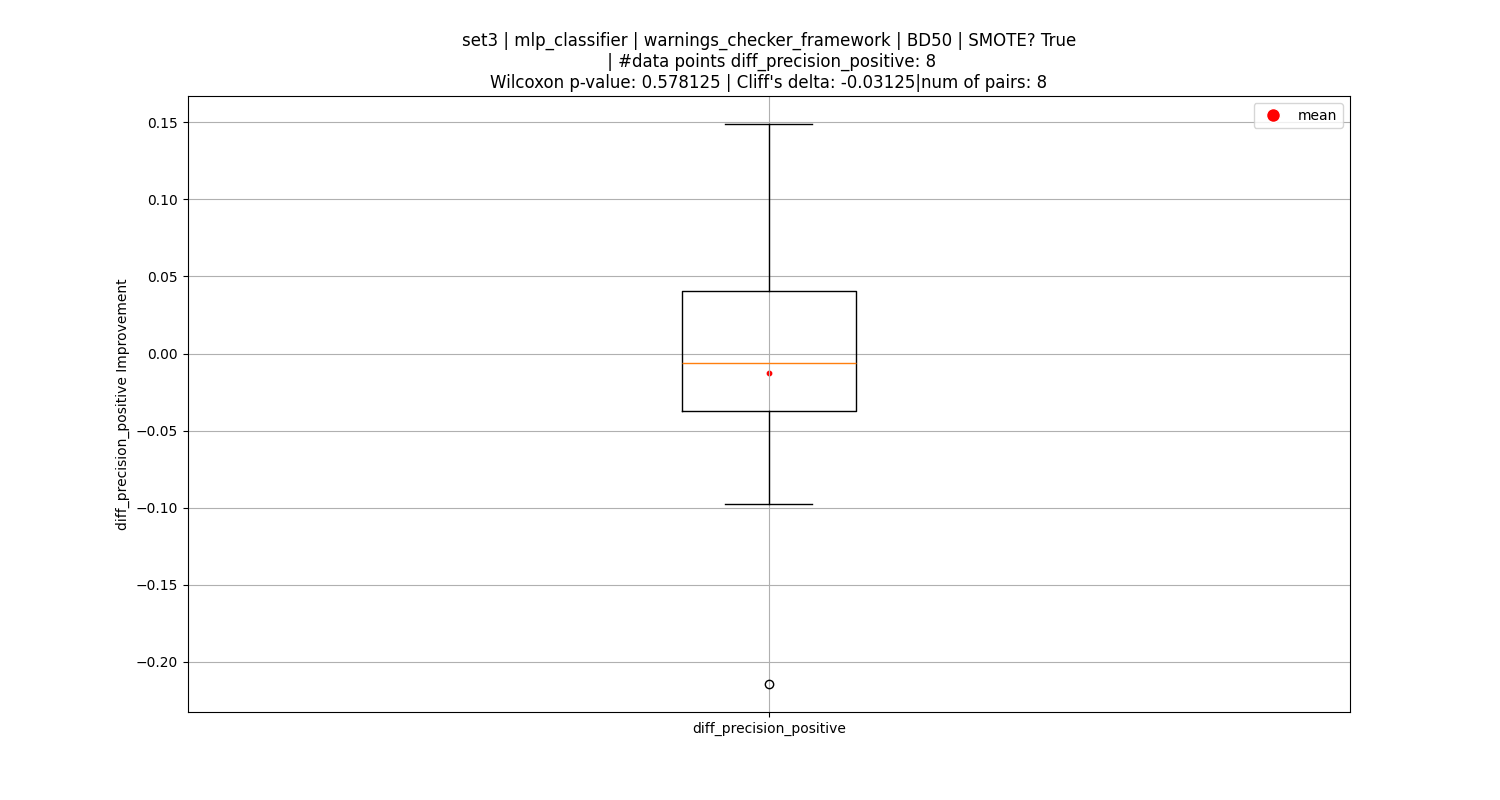 set3 | mlp_classifier | warnings_checker_framework | BD50 | SMOTE? True
| #data points diff_precision_positive: 8
Wilcoxon p-value: 0.578125 | Cliff's delta: -0.03125|num of pairs: 8
mean
0.15
0.10
0.05
0.00
−0.05
−0.10
−0.15
−0.20
diff_precision_positive Improvement
diff_precision_positive